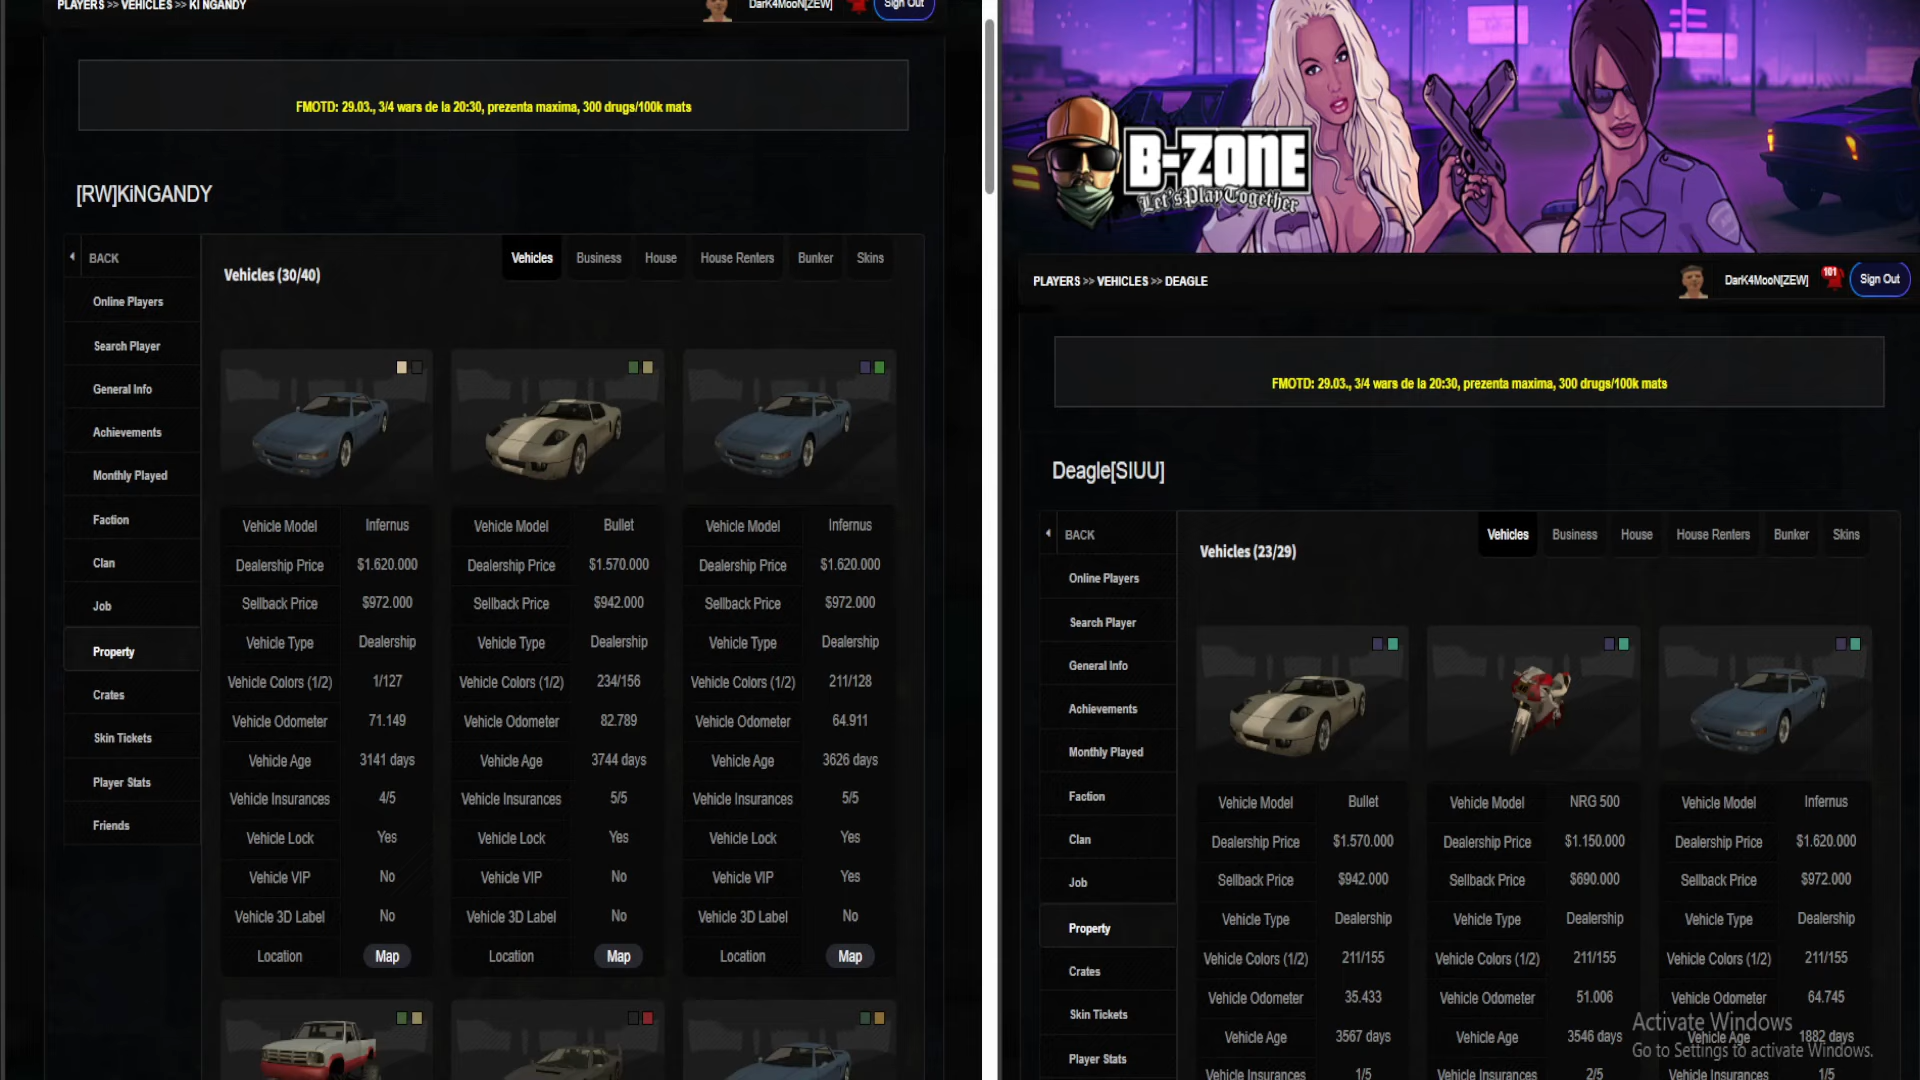 PLAYERS >> VEHICLES >> KINGANDY
DarK4MooN[ZEW]
Sign Out
FMOTD: 29.03., 3/4 wars de la 20:30, prezenta maxima, 300 drugs/100k mats
[RW]KiNGANDY
BACK
Online Players
Search Player
General Info
Achievements
Monthly Played
Faction
Clan
Job
Property
Crates
Skin Tickets
Player Stats
Friends
Vehicles (30/40)
Vehicles Business House House Renters Bunker Skins
Vehicle Model Infernus Vehicle Model Bullet Vehicle Model Infernus
Dealership Price $1.620.000 Dealership Price $1.570.000 Dealership Price $1.620.000
Sellback Price $972.000 Sellback Price $942.000 Sellback Price $972.000
Vehicle Type Dealership Vehicle Type Dealership Vehicle Type Dealership
Vehicle Colors (1/2) 1/127 Vehicle Colors (1/2) 234/156 Vehicle Colors (1/2) 211/128
Vehicle Odometer 71.149 Vehicle Odometer 82.789 Vehicle Odometer 64.911
Vehicle Age 3141 days Vehicle Age 3744 days Vehicle Age 3626 days
Vehicle Insurances 4/5 Vehicle Insurances 5/5 Vehicle Insurances 5/5
Vehicle Lock Yes Vehicle Lock Yes Vehicle Lock Yes
Vehicle VIP No Vehicle VIP No Vehicle VIP Yes
Vehicle 3D Label No Vehicle 3D Label No Vehicle 3D Label No
Location Map Location Map Location Map
B-ZONE
Let'sPlayTogether
PLAYERS >> VEHICLES >> DEAGLE
DarK4MooN[ZEW]
101
Sign Out
FMOTD: 29.03., 3/4 wars de la 20:30, prezenta maxima, 300 drugs/100k mats
Deagle[SIUU]
BACK
Online Players
Search Player
General Info
Achievements
Monthly Played
Faction
Clan
Job
Property
Crates
Skin Tickets
Player Stats
Vehicles (23/29)
Vehicles Business House House Renters Bunker Skins
Vehicle Model Bullet Vehicle Model NRG 500 Vehicle Model Infernus
Dealership Price $1.570.000 Dealership Price $1.150.000 Dealership Price $1.620.000
Sellback Price $942.000 Sellback Price $690.000 Sellback Price $972.000
Vehicle Type Dealership Vehicle Type Dealership Vehicle Type Dealership
Vehicle Colors (1/2) 211/155 Vehicle Colors (1/2) 211/155 Vehicle Colors (1/2) 211/155
Vehicle Odometer 35.433 Vehicle Odometer 51.006 Vehicle Odometer 64.745
Vehicle Age 3567 days Vehicle Age 3546 days Vehicle Age 1882 days
Vehicle Insurances 1/5 Vehicle Insurances 2/5 Vehicle Insurances 1/5
Activate Windows
Go to Settings to activate Windows.